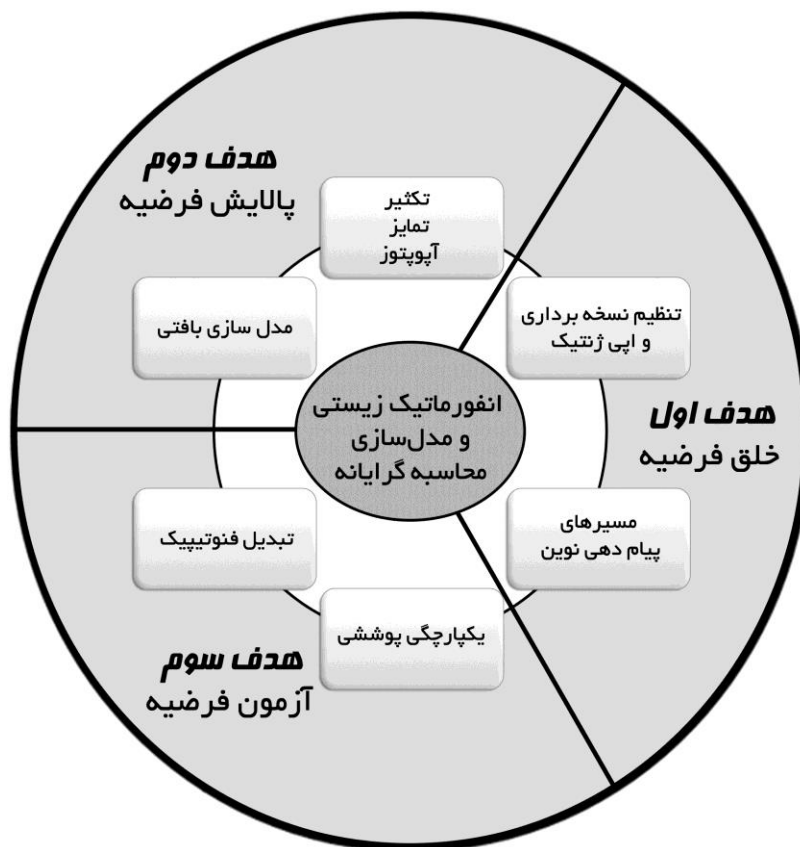 هدف دوم
پالایش فرضیه
تکثیر
تمایز
آپوپتوز
مدل سازی بافتی
تنظیم نسخه برداری
و اپی ژنتیک
هدف اول
خلق فرضیه
انفورماتیک زیستی
و مدل‌سازی
محاسبه گرایانه
مسیرهای
پیام دهی نوین
تبدیل فنوتیپیک
یکپارچگی پوششی
هدف سوم
آزمون فرضیه